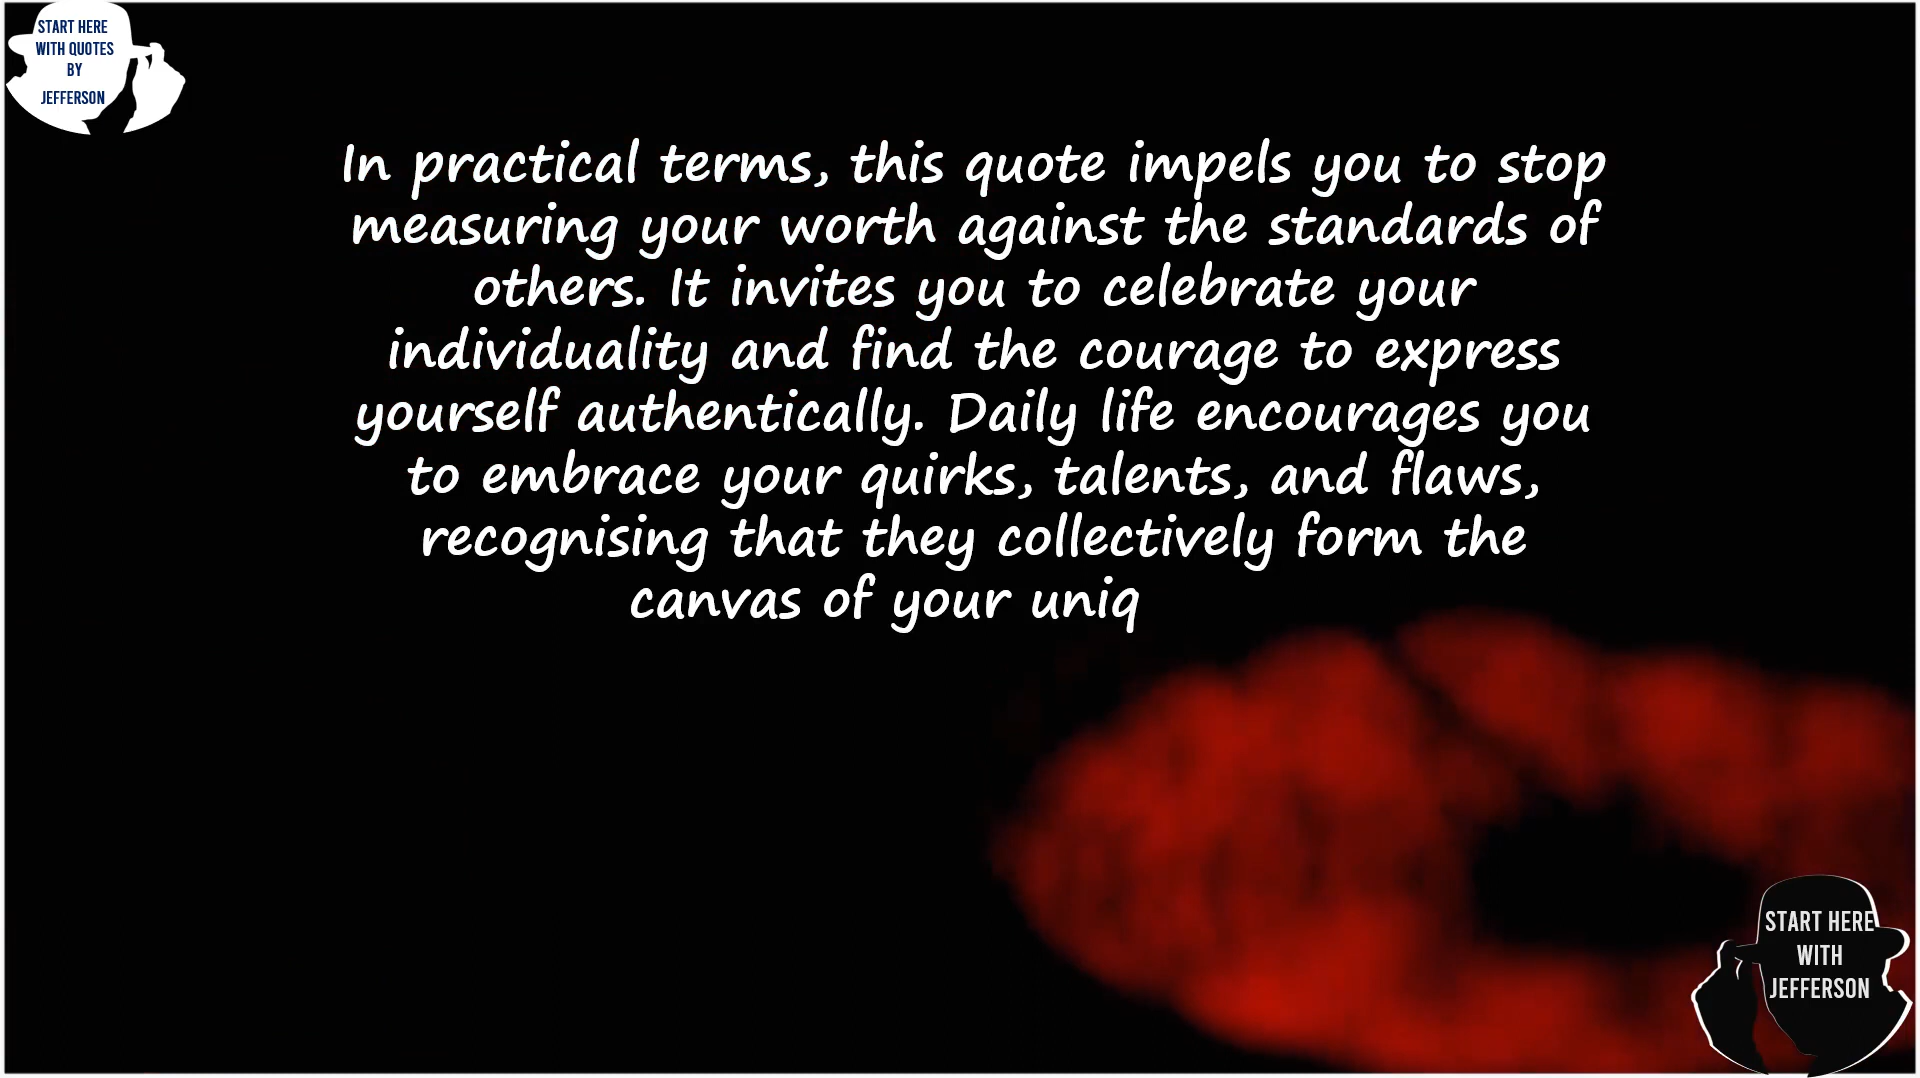 START HERE
WITH QUOTES
BY
JEFFERSON
In practical terms, this quote impels you to stop
measuring your worth against the standards of
others. It invites you to celebrate your
individuality and find the courage to express
yourself authentically. Daily life encourages you
to embrace your quirks, talents, and flaws,
recognising that they collectively form the
canvas of your uniq
START HERE
WITH
JEFFERSON